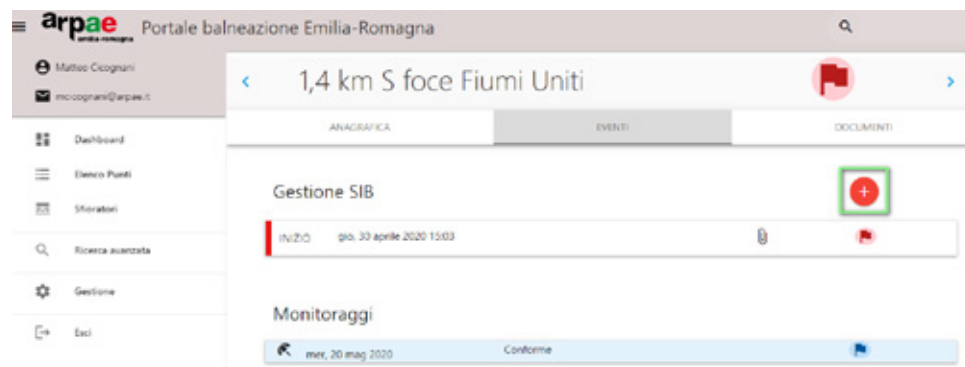 arpae
emilia-romagna
Portale balneazione Emilia-Romagna
Matteo Cicognani
mcicognani@arpae.it
Dashboard
Elenco Punti
Sfioratori
Ricerca avanzata
Gestione
Esci
1,4 km S foce Fiumi Uniti
ANAGRAFICA EVENTI DOCUMENTI
Gestione SIB
INIZIO gio, 30 aprile 2020 15:03
Monitoraggi
mer, 20 mag 2020 Conforme